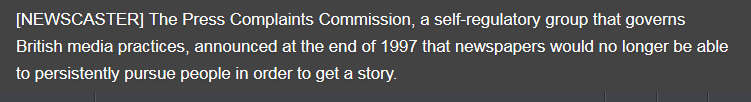 [NEWSCASTER] The Press Complaints Commission, a self-regulatory group that governs
British media practices, announced at the end of 1997 that newspapers would no longer be able
to persistently pursue people in order to get a story.